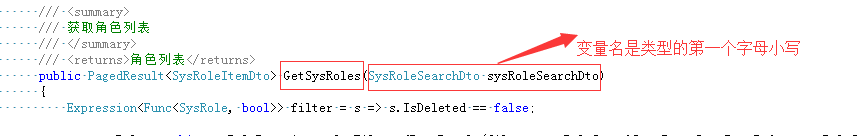 /// <summary>
/// 获取角色列表
/// </summary>
/// <returns>角色列表</returns>
变量名是类型的第一个字母小写
public PagedResult<SysRoleItemDto> GetSysRoles(SysRoleSearchDto sysRoleSearchDto)
{
Expression<Func<SysRole, bool>> filter = s => s.IsDeleted == false;